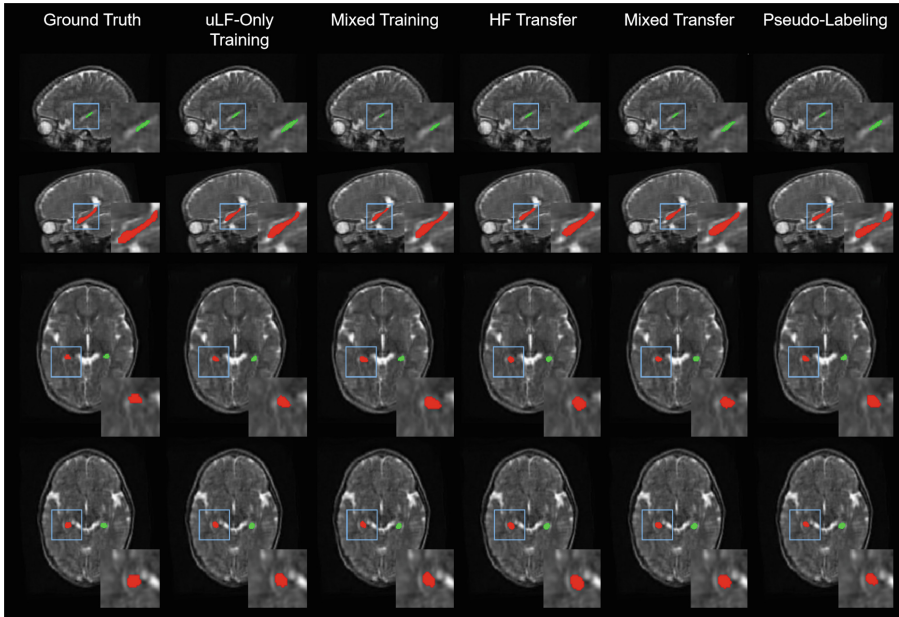 Ground Truth
uLF-Only
Training
Mixed Training
HF Transfer
Mixed Transfer
Pseudo-Labeling